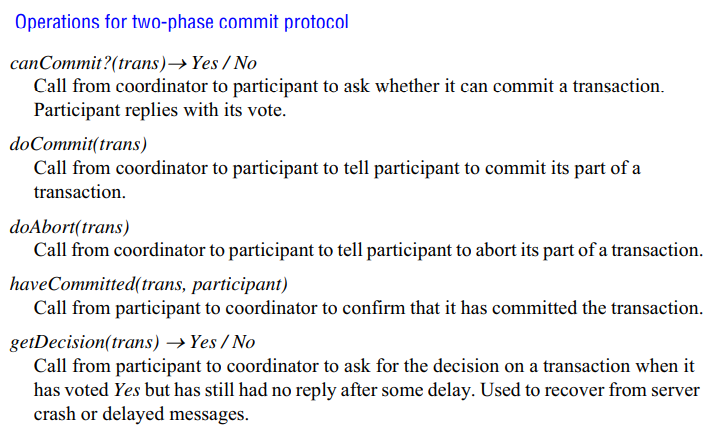 Operations for two-phase commit protocol
canCommit?(trans)→ Yes / No
Call from coordinator to participant to ask whether it can commit a transaction.
Participant replies with its vote.
doCommit(trans)
Call from coordinator to participant to tell participant to commit its part of a
transaction.
doAbort(trans)
Call from coordinator to participant to tell participant to abort its part of a transaction.
haveCommitted(trans, participant)
Call from participant to coordinator to confirm that it has committed the transaction.
getDecision(trans) → Yes / No
Call from participant to coordinator to ask for the decision on a transaction when it
has voted Yes but has still had no reply after some delay. Used to recover from server
crash or delayed messages.